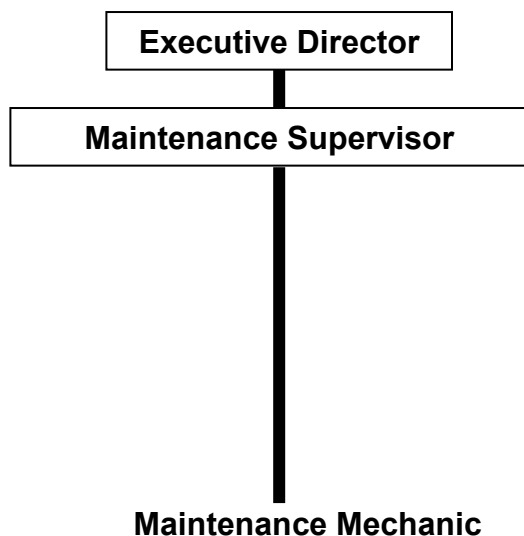 Executive Director
Maintenance Supervisor
Maintenance Mechanic